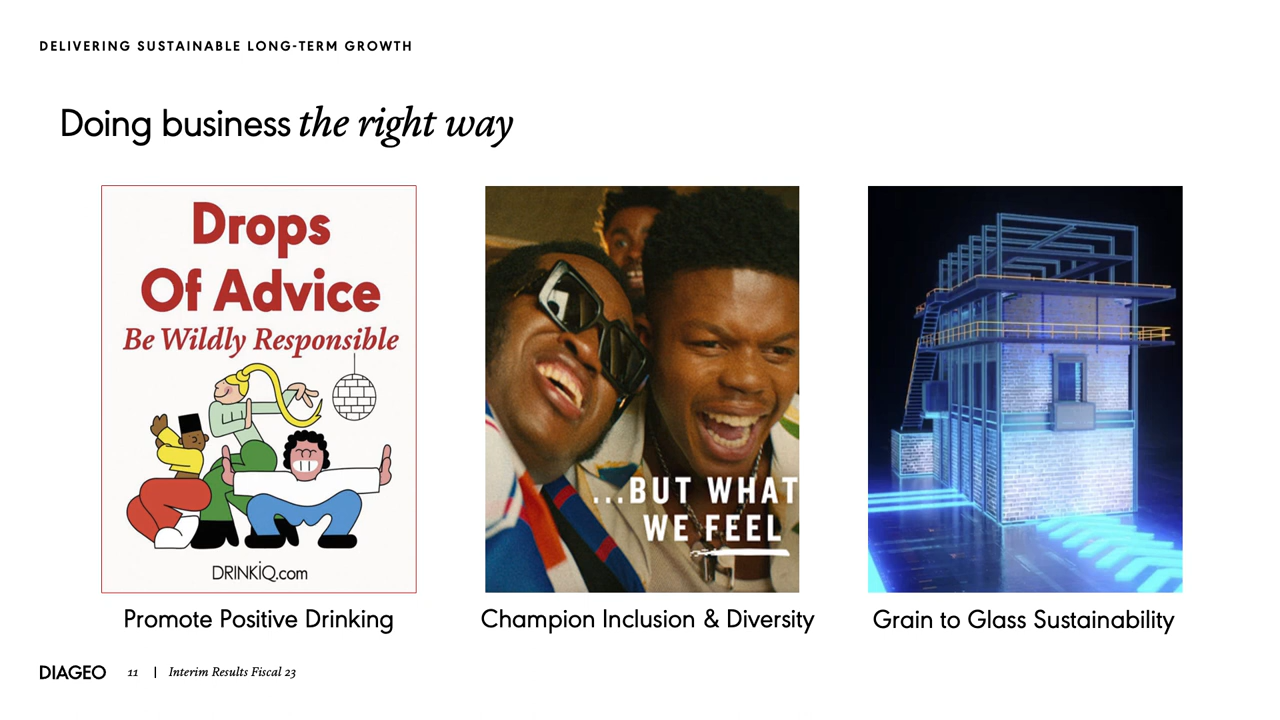 DELIVERING SUSTAINABLE LONG-TERM GROWTH
Doing business the right way
Drops
Of Advice
Be Wildly Responsible
DRINKiQ.com
Promote Positive Drinking
...BUT WHAT
WE FEEL
Champion Inclusion & Diversity
Grain to Glass Sustainability
DIAGEO 11 | Interim Results Fiscal 23